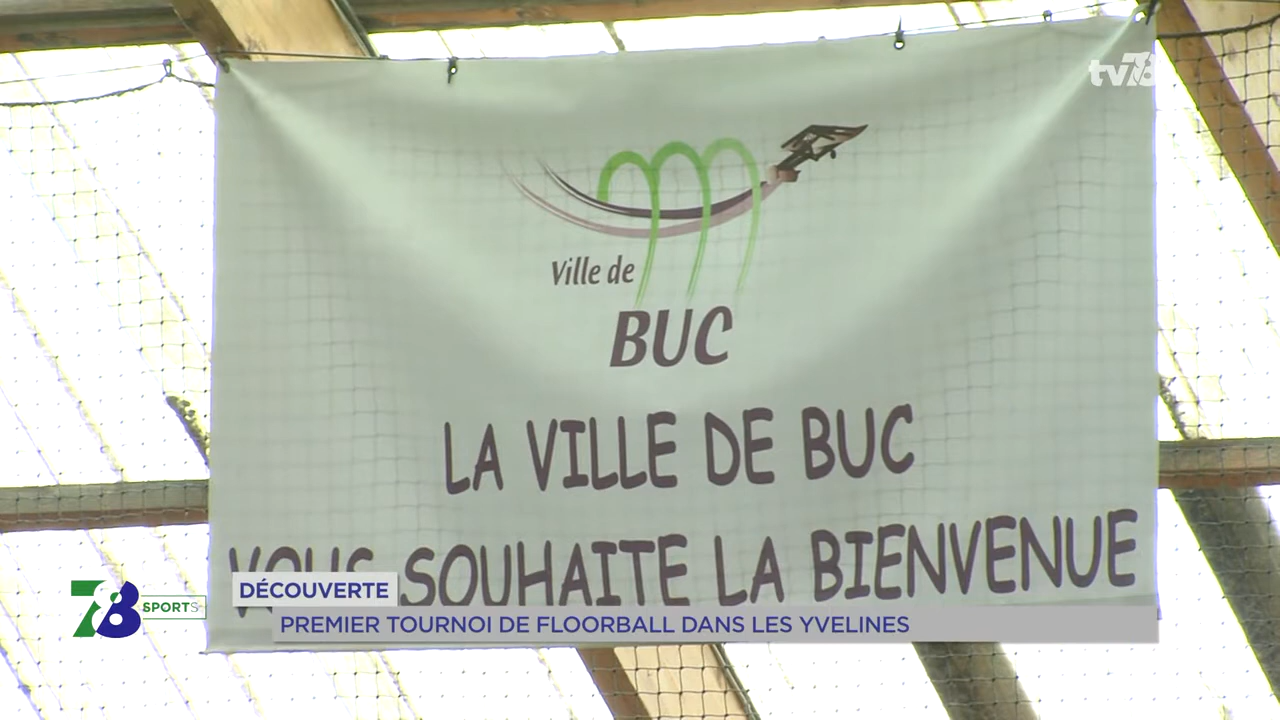 tv78
Ville de
BUC
LA VILLE DE BUC
VOUS SOUHAITE LA BIENVENUE
DÉCOUVERTE
78 SPORTS
PREMIER TOURNOI DE FLOORBALL DANS LES YVELINES